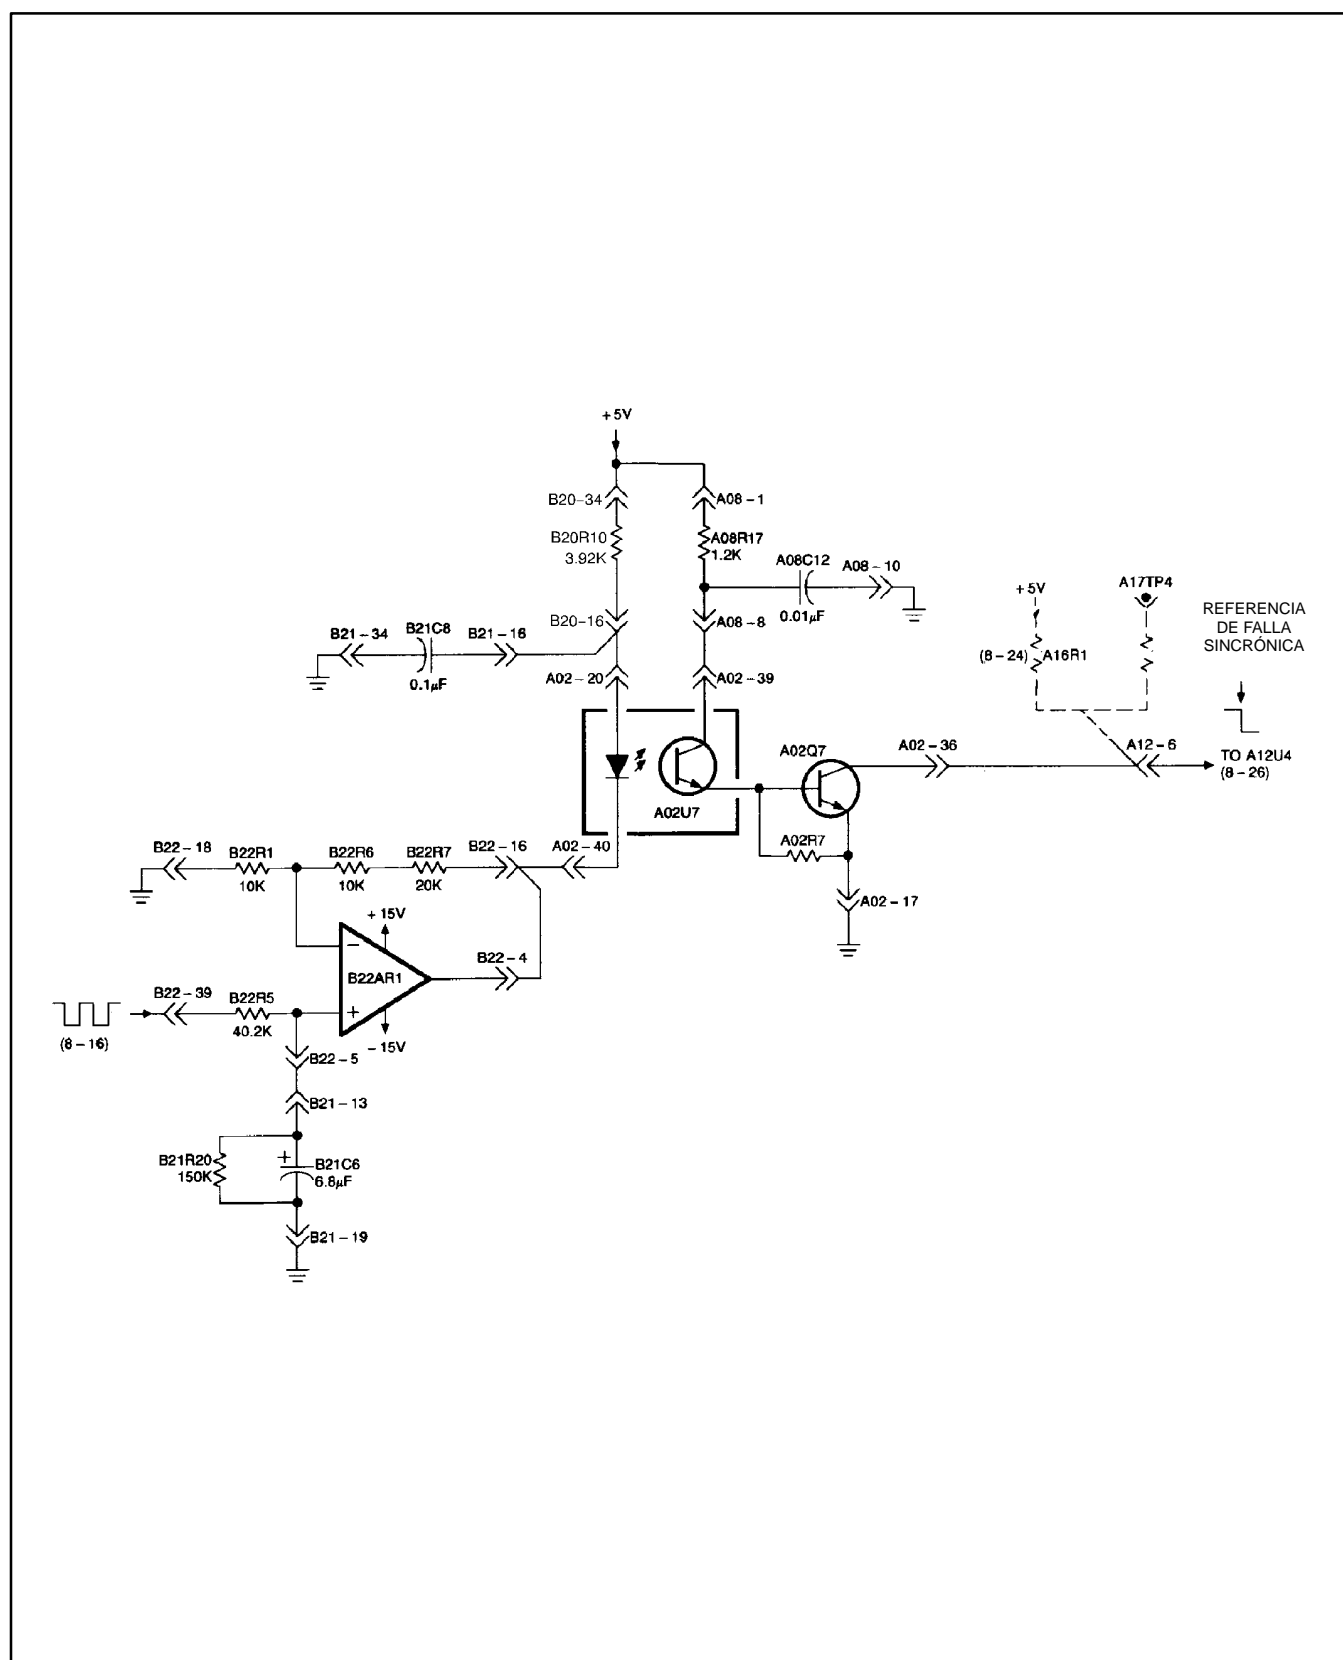 +5V
B20-34
A08-1
B20R10
3.92K
A08R17
1.2K
A08C12
0.01μF
A08-10
+5V
A17TP4
REFERENCIA
DE FALLA
SINCRÓNICA
B21-34
B21C8
0.1μF
B21-16
B20-16
A08-8
(8-24)
A16R1
A02-20
A02-39
A02U7
A02Q7
A02-36
A12-6
TO A12U4
(8-26)
B22-18
B22R1
10K
B22R6
10K
B22R7
20K
B22-16
A02-40
A02R7
A02-17
+15V
−
B22AR1
+
-15V
B22-4
(8-16)
B22-39
B22R5
40.2K
B22-5
B21-13
B21R20
150K
+
B21C6
6.8μF
B21-19